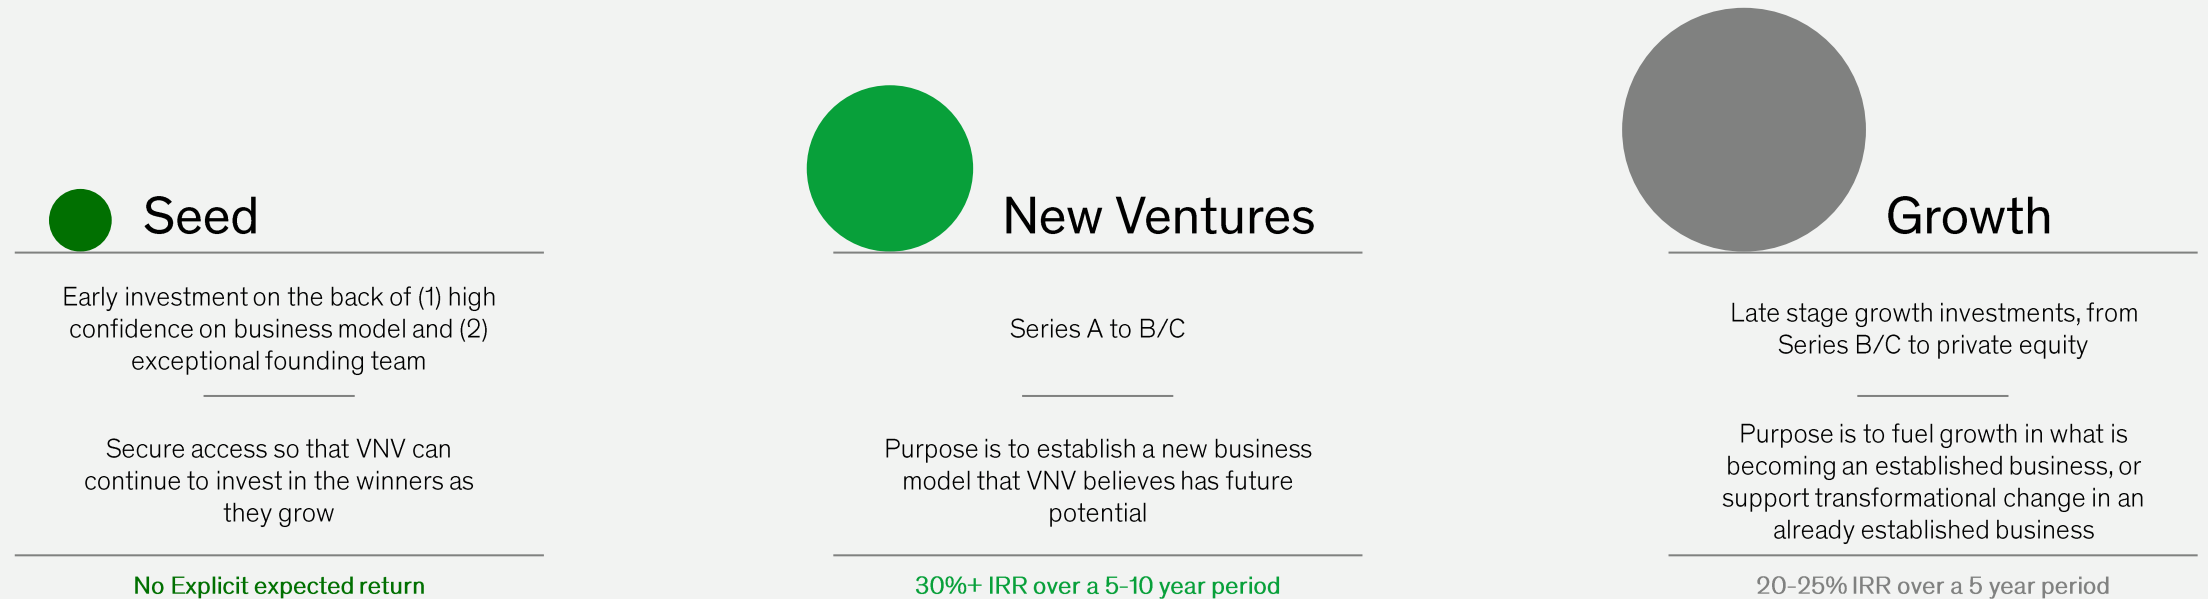 Seed
Early investment on the back of (1) high
confidence on business model and (2)
exceptional founding team
Secure access so that VNV can
continue to invest in the winners as
they grow
No Explicit expected return
New Ventures
Series A to B/C
Purpose is to establish a new business
model that VNV believes has future
potential
30%+ IRR over a 5-10 year period
Growth
Late stage growth investments, from
Series B/C to private equity
Purpose is to fuel growth in what is
becoming an established business, or
support transformational change in an
already established business
20-25% IRR over a 5 year period